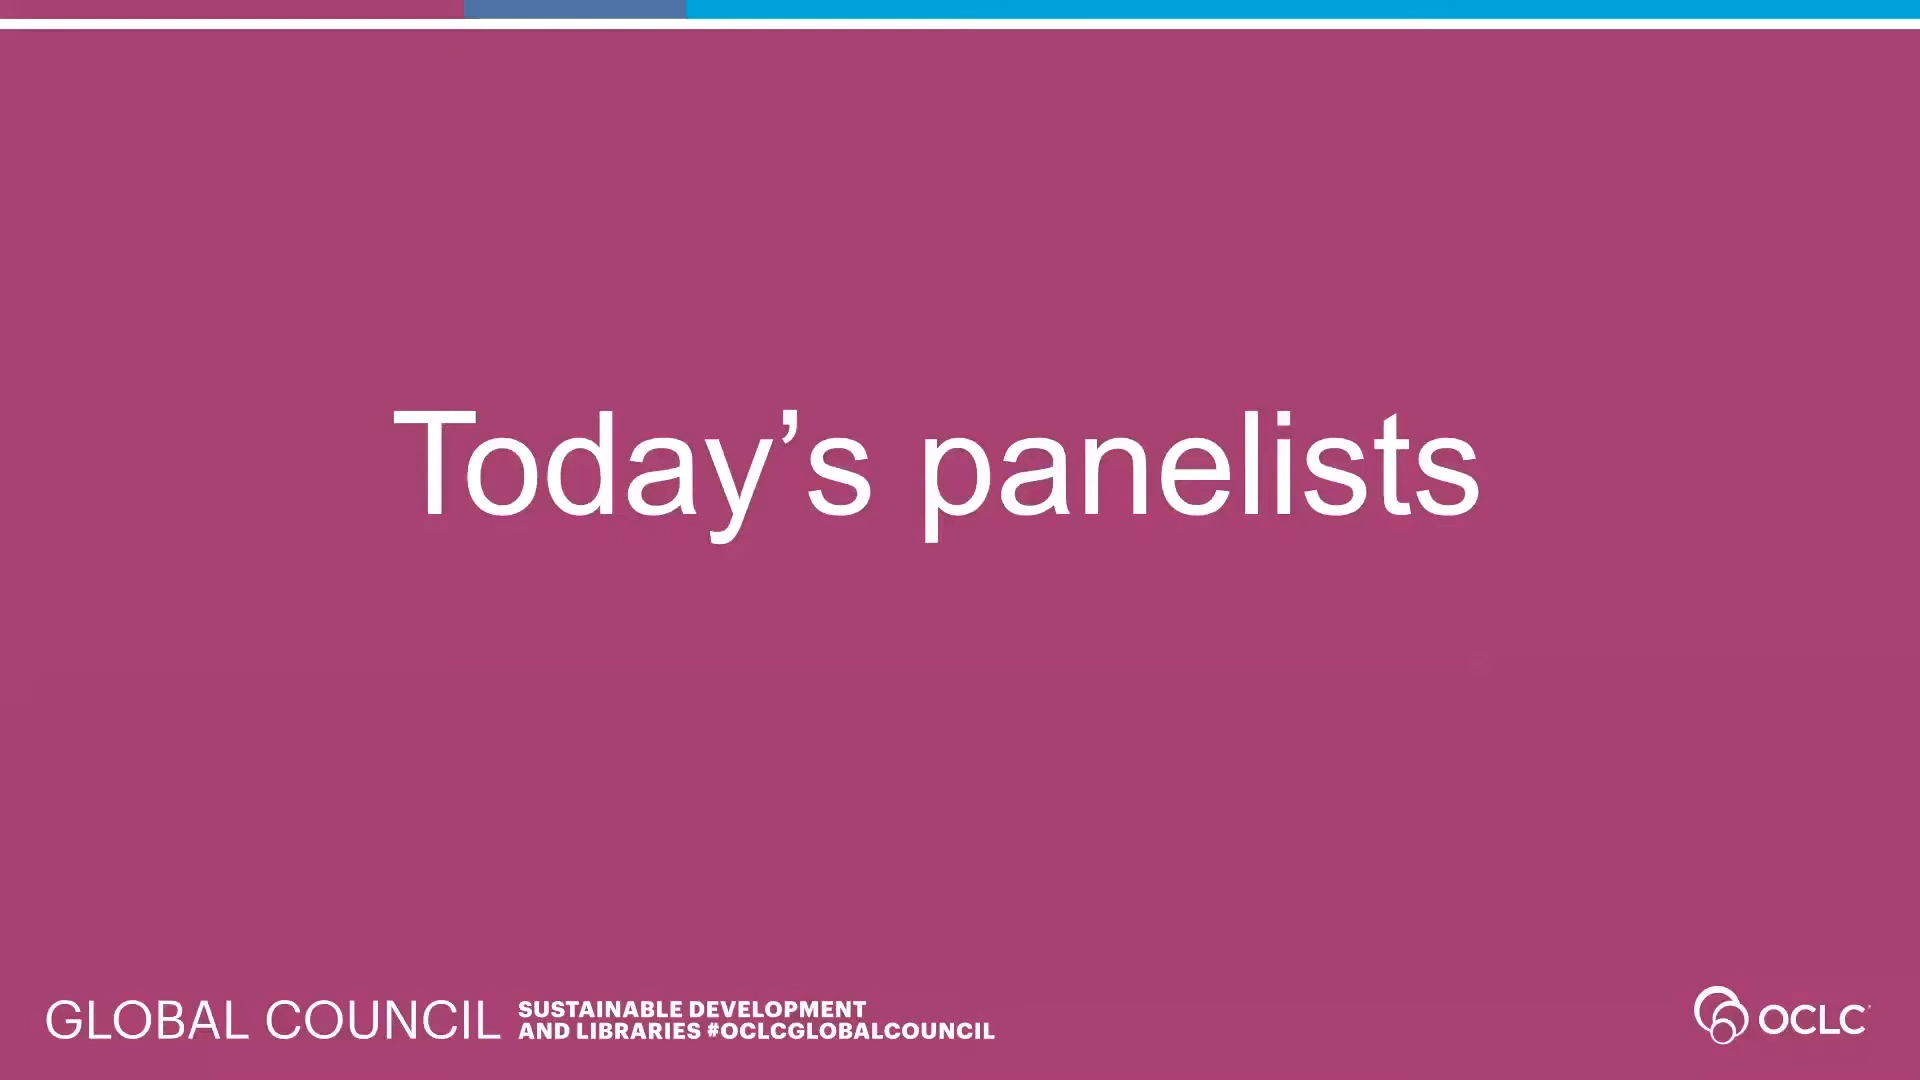 Today’s panelists
GLOBAL COUNCIL
SUSTAINABLE DEVELOPMENT
AND LIBRARIES #OCLCGLOBALCOUNCIL
OCLC